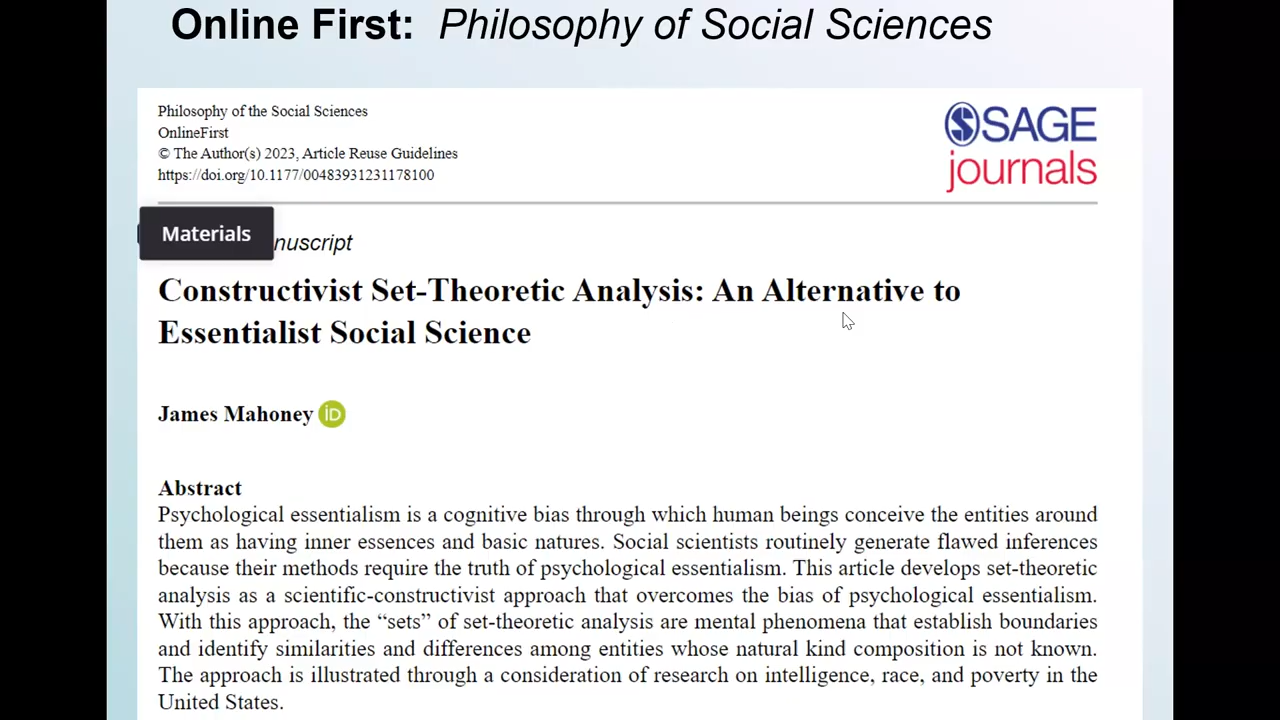 Online First: Philosophy of Social Sciences
Philosophy of the Social Sciences
OnlineFirst
© The Author(s) 2023, Article Reuse Guidelines
https://doi.org/10.1177/00483931231178100
SAGE
journals
Materials
Constructivist Set-Theoretic Analysis: An Alternative to
Essentialist Social Science
James Mahoney iD
Abstract
Psychological essentialism is a cognitive bias through which human beings conceive the entities around
them as having inner essences and basic natures. Social scientists routinely generate flawed inferences
because their methods require the truth of psychological essentialism. This article develops set-theoretic
analysis as a scientific-constructivist approach that overcomes the bias of psychological essentialism.
With this approach, the “sets” of set-theoretic analysis are mental phenomena that establish boundaries
and identify similarities and differences among entities whose natural kind composition is not known.
The approach is illustrated through a consideration of research on intelligence, race, and poverty in the
United States.